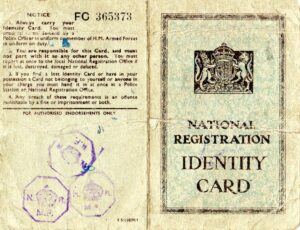 NOTICE
FC 365373
1. Always carry your
Identity Card. You must
produce it on demand by a
Police Officer in uniform or member of H.M. Armed Forces
in uniform on duty.
2. You are responsible for this Card, and must
not part with it to any other person. You must
report at once to the local National Registration Office if
it is lost, destroyed, damaged or defaced.
3. If you find a lost Identity Card or have in your
possession a Card not belonging to yourself or anyone in
your charge you must hand it in at once at a Police
Station or National Registration Office.
4. Any breach of these requirements is an offence
punishable by a fine or imprisonment or both.
FOR AUTHORISED ENDORSEMENTS ONLY
N. R.
N. R.
NATIONAL
REGISTRATION
IDENTITY
CARD